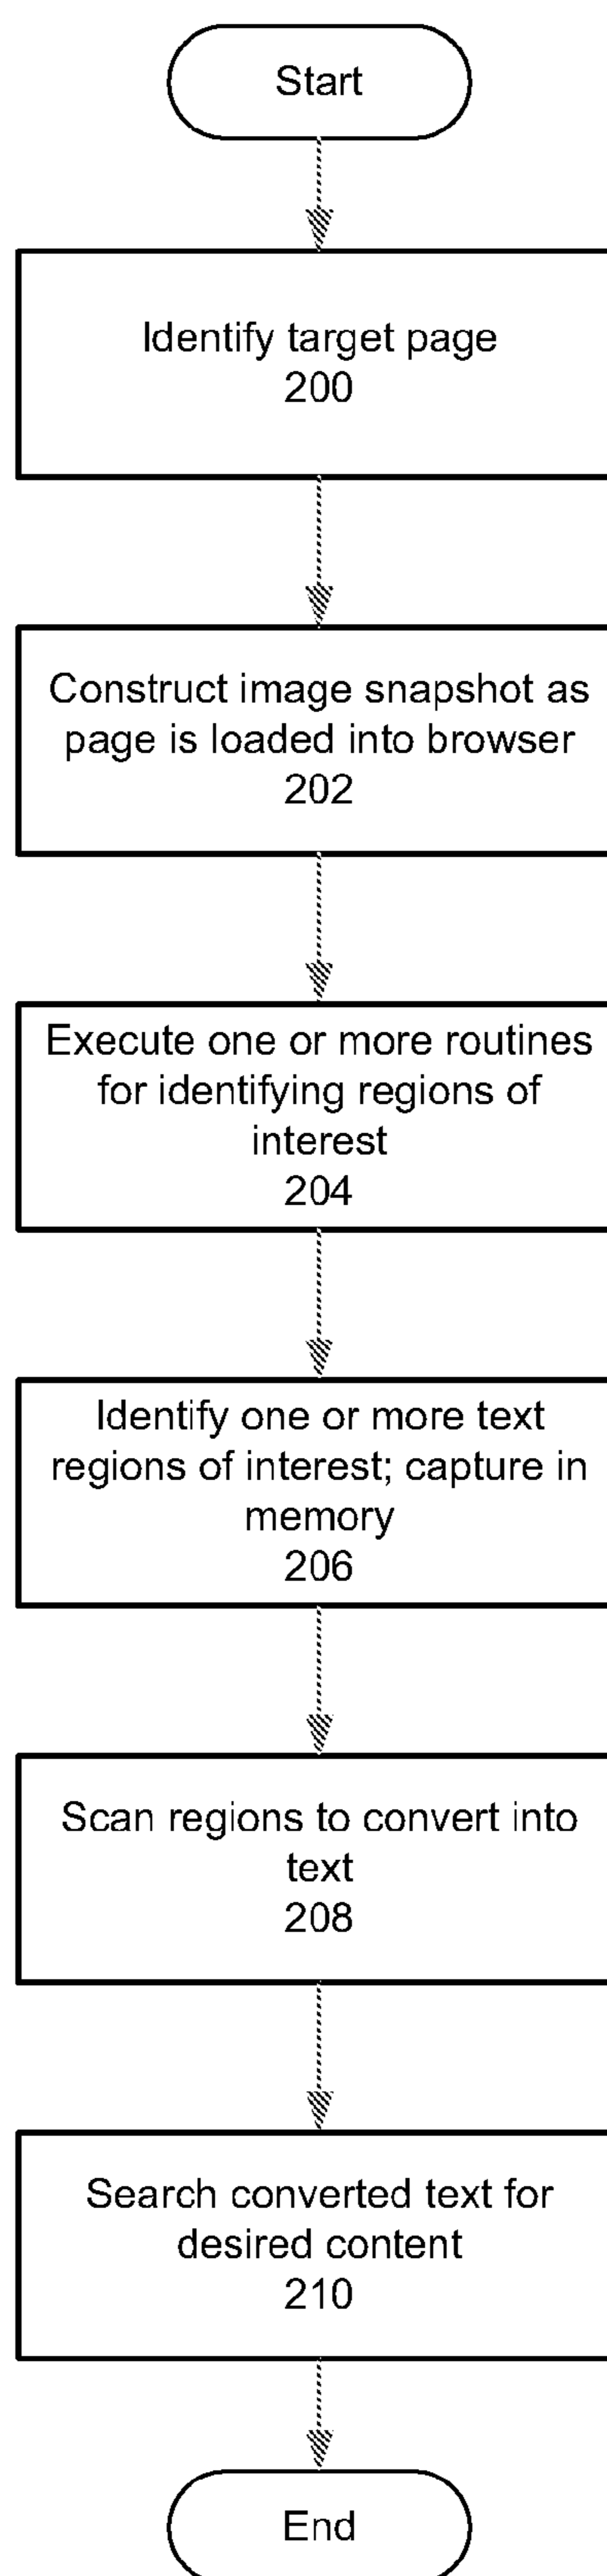 Start
Identify target page
200
Construct image snapshot as
page is loaded into browser
202
Execute one or more routines
for identifying regions of
interest
204
Identify one or more text
regions of interest; capture in
memory
206
Scan regions to convert into
text
208
Search converted text for
desired content
210
End